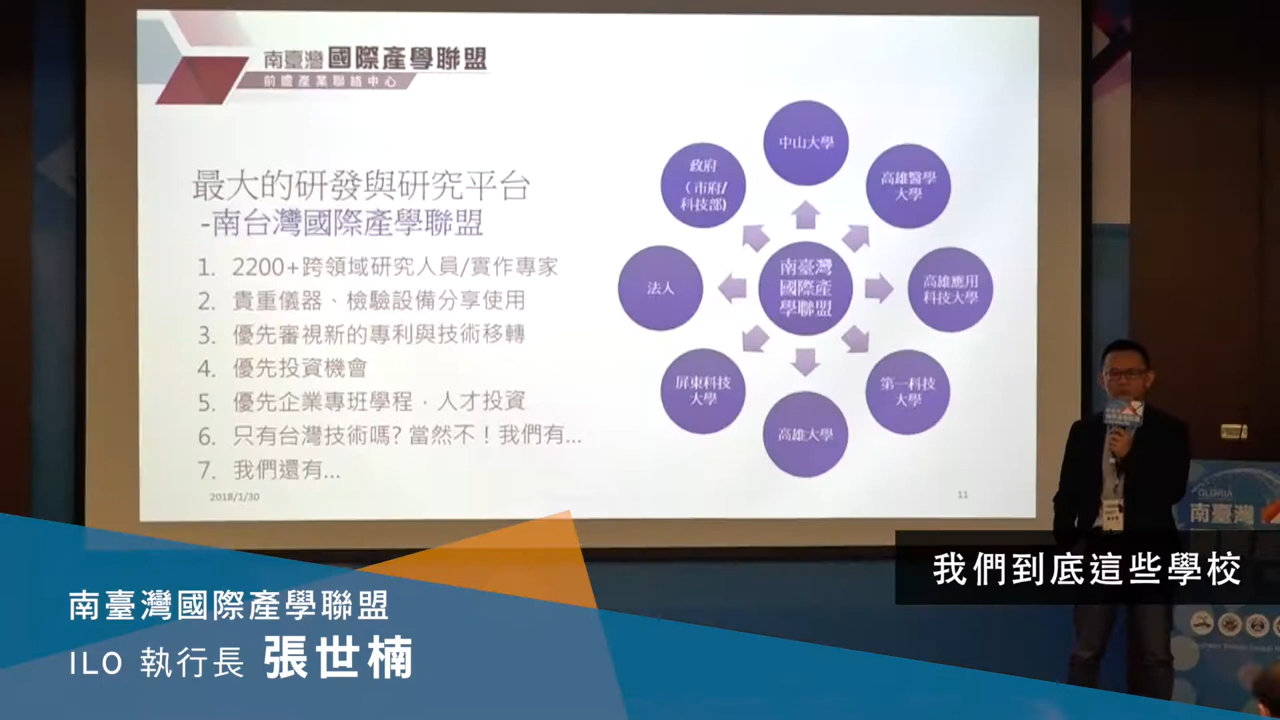 南臺灣國際產學聯盟
前瞻產業聯絡中心
最大的研發與研究平台
-南台灣國際產學聯盟
1. 2200+跨領域研究人員/實作專家
2. 貴重儀器、檢驗設備分享使用
3. 優先審視新的專利與技術移轉
4. 優先投資機會
5. 優先企業專班學程，人才投資
6. 只有台灣技術嗎? 當然不！我們有...
7. 我們還有...
2018/1/30
11
中山大學
高雄醫學
大學
高雄應用
科技大學
第一科技
大學
高雄大學
屏東科技
大學
法人
政府
（市府/
科技部)
南臺灣
國際產
學聯盟
GLORIA
南臺灣
我們到底這些學校
南臺灣國際產學聯盟
ILO 執行長 張世楠